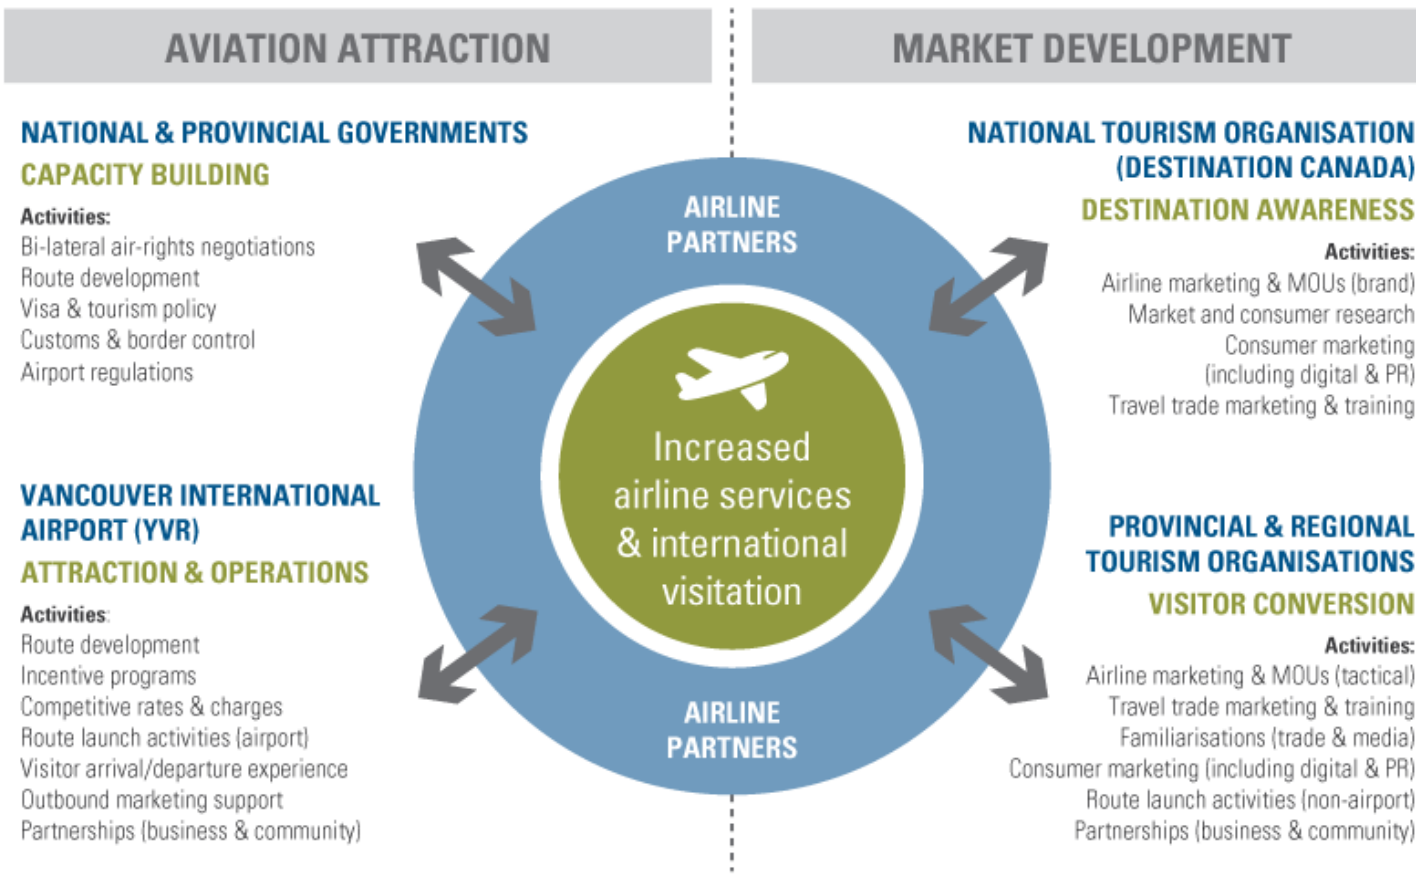 AVIATION ATTRACTION
MARKET DEVELOPMENT
NATIONAL & PROVINCIAL GOVERNMENTS
CAPACITY BUILDING
Activities:
Bi-lateral air-rights negotiations
Route development
Visa & tourism policy
Customs & border control
Airport regulations
VANCOUVER INTERNATIONAL
AIRPORT (YVR)
ATTRACTION & OPERATIONS
Activities:
Route development
Incentive programs
Competitive rates & charges
Route launch activities (airport)
Visitor arrival/departure experience
Outbound marketing support
Partnerships (business & community)
AIRLINE
PARTNERS
Increased
airline services
& international
visitation
AIRLINE
PARTNERS
NATIONAL TOURISM ORGANISATION
(DESTINATION CANADA)
DESTINATION AWARENESS
Activities:
Airline marketing & MOUs (brand)
Market and consumer research
Consumer marketing
(including digital & PR)
Travel trade marketing & training
PROVINCIAL & REGIONAL
TOURISM ORGANISATIONS
VISITOR CONVERSION
Activities:
Airline marketing & MOUs (tactical)
Travel trade marketing & training
Familiarisations (trade & media)
Consumer marketing (including digital & PR)
Route launch activities (non-airport)
Partnerships (business & community)